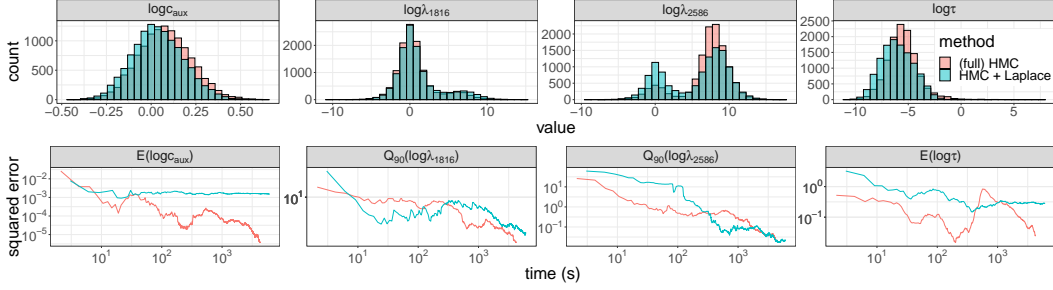 logc_aux logλ_1816 logλ_2586 logτ
count
1000
500
0
−0.50 −0.25 0.00 0.25 0.50
2000
1000
0
−10 0 10
2000
1500
1000
500
0
−10 0 10
2500
2000
1500
1000
500
0
−10 −5 0 5
method
(full) HMC
HMC + Laplace
value
E(logc_aux) Q_90(logλ_1816) Q_90(logλ_2586) E(logτ)
squared error
10^−2
10^−3
10^−4
10^−5
10^1 10^2 10^3
10^1
10^1 10^2 10^3
10^1
10^0
10^−1
10^−2
10^1 10^2 10^3
10^0
10^−1
10^1 10^2 10^3
time (s)